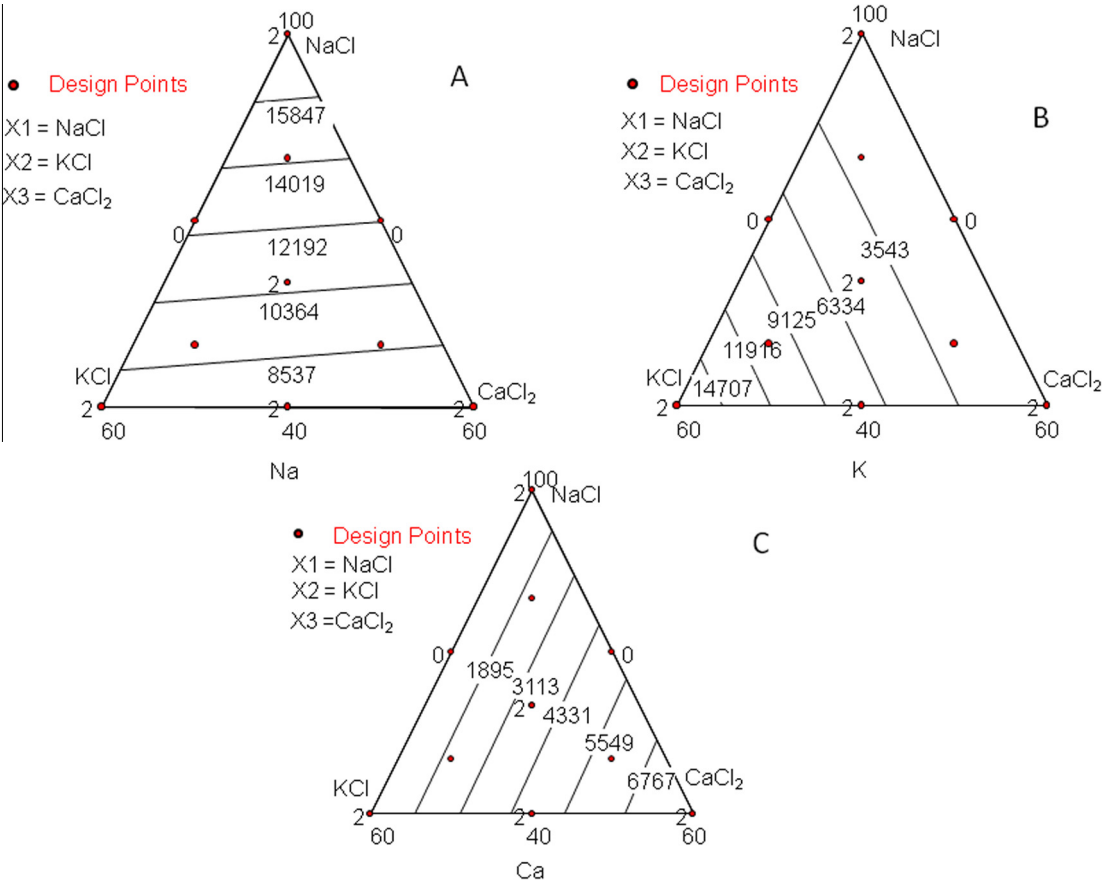 100
2
NaCl
A
Design Points
X1 = NaCl
X2 = KCl
X3 = CaCl₂
15847
14019
0
0
12192
2
10364
8537
KCl
CaCl₂
2
2
2
60
40
60
Na
100
2
NaCl
B
Design Points
X1 = NaCl
X2 = KCl
X3 = CaCl₂
0
0
3543
2
6334
9125
11916
14707
KCl
CaCl₂
2
2
2
60
40
60
K
100
2
NaCl
C
Design Points
X1 = NaCl
X2 = KCl
X3 =CaCl₂
0
0
1895
3113
2
4331
5549
6767
KCl
CaCl₂
2
2
2
60
40
60
Ca